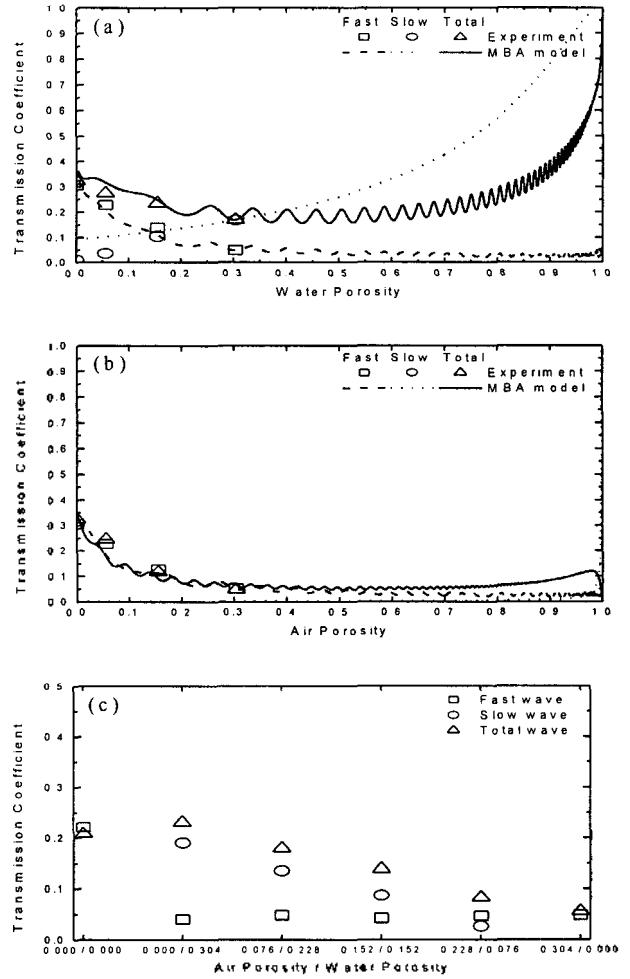 (a)
Fast Slow Total
Experiment
MBA model
Transmission Coefficient
1.0
0.9
0.8
0.7
0.6
0.5
0.4
0.3
0.2
0.1
0.0
0.0 0.1 0.2 0.3 0.4 0.5 0.6 0.7 0.8 0.9 1.0
Water Porosity
(b)
Fast Slow Total
Experiment
MBA model
Transmission Coefficient
1.0
0.9
0.8
0.7
0.6
0.5
0.4
0.3
0.2
0.1
0.0
0.0 0.1 0.2 0.3 0.4 0.5 0.6 0.7 0.8 0.9 1.0
Air Porosity
(c)
Fast wave
Slow wave
Total wave
Transmission Coefficient
0.5
0.4
0.3
0.2
0.1
0.0
0.000/0.000 0.000/0.304 0.076/0.228 0.152/0.152 0.228/0.076 0.304/0.000
Air Porosity / Water Porosity